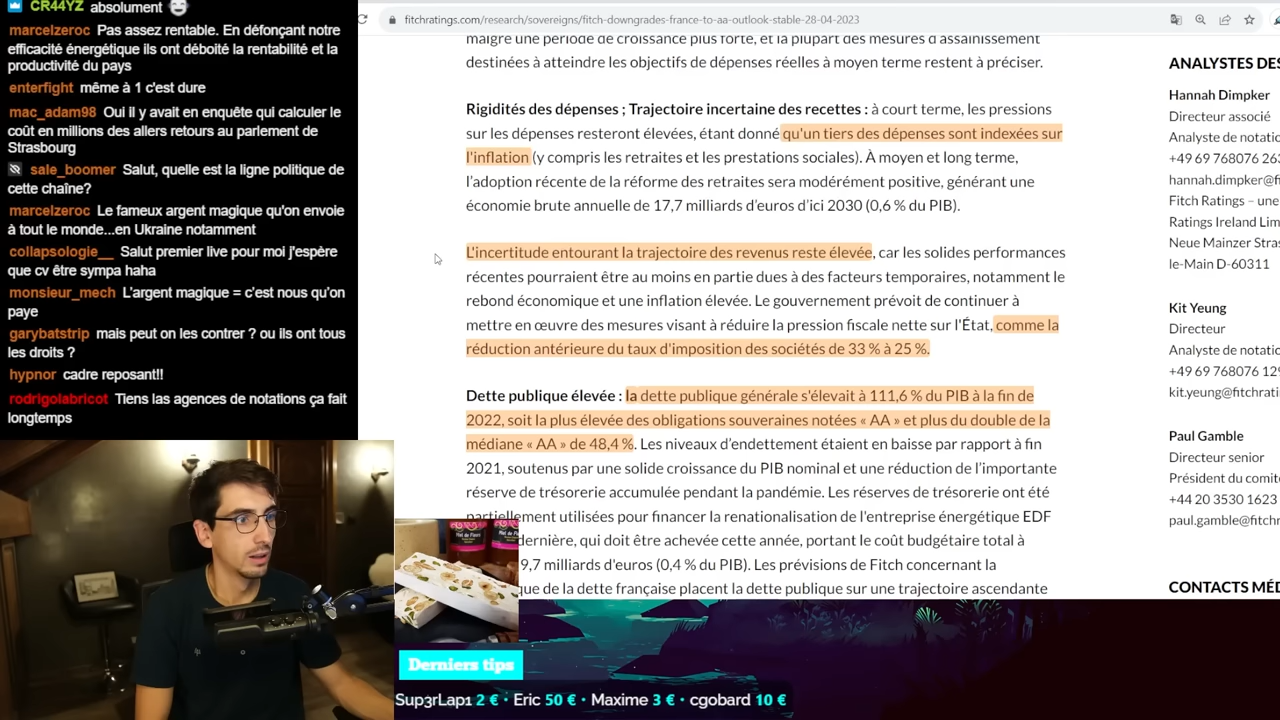 CR44YZ absolument
marcelzeroc Pas assez rentable. En défonçant notre
efficacité énergétique ils ont déboité la rentabilité et la
productivité du pays
enterfight même à 1 c'est dure
mac_adam98 Oui il y avait en enquête qui calculer le
coût en millions des allers retours au parlement de
Strasbourg
sale_boomer Salut, quelle est la ligne politique de
cette chaîne?
marcelzeroc Le fameux argent magique qu'on envoie
à tout le monde...en Ukraine notamment
collapsologie__ Salut premier live pour moi j'espère
que cv être sympa haha
monsieur_mech L'argent magique = c'est nous qu'on
paye
garybatstrip mais peut on les contrer ? ou ils ont tous
les droits ?
hypnor cadre reposant!!
rodrigolabricot Tiens las agences de notations ça fait
longtemps
fitchratings.com/research/sovereigns/fitch-downgrades-france-to-aa-outlook-stable-28-04-2023
malgré une période de croissance plus forte, et la plupart des mesures d'assainissement
destinées à atteindre les objectifs de dépenses réelles à moyen terme restent à préciser.
Rigidités des dépenses ; Trajectoire incertaine des recettes : à court terme, les pressions
sur les dépenses resteront élevées, étant donné qu'un tiers des dépenses sont indexées sur
l'inflation (y compris les retraites et les prestations sociales). À moyen et long terme,
l'adoption récente de la réforme des retraites sera modérément positive, générant une
économie brute annuelle de 17,7 milliards d'euros d'ici 2030 (0,6 % du PIB).
L'incertitude entourant la trajectoire des revenus reste élevée, car les solides performances
récentes pourraient être au moins en partie dues à des facteurs temporaires, notamment le
rebond économique et une inflation élevée. Le gouvernement prévoit de continuer à
mettre en œuvre des mesures visant à réduire la pression fiscale nette sur l'État, comme la
réduction antérieure du taux d'imposition des sociétés de 33 % à 25 %.
Dette publique élevée : la dette publique générale s'élevait à 111,6 % du PIB à la fin de
2022, soit la plus élevée des obligations souveraines notées « AA » et plus du double de la
médiane « AA » de 48,4 %. Les niveaux d'endettement étaient en baisse par rapport à fin
2021, soutenus par une solide croissance du PIB nominal et une réduction de l'importante
réserve de trésorerie accumulée pendant la pandémie. Les réserves de trésorerie ont été
partiellement utilisées pour financer la renationalisation de l'entreprise énergétique EDF
dernière, qui doit être achevée cette année, portant le coût budgétaire total à
9,7 milliards d'euros (0,4 % du PIB). Les prévisions de Fitch concernant la
que de la dette française placent la dette publique sur une trajectoire ascendante
ANALYSTES DES
Hannah Dimpker
Directeur associé
Analyste de notatio
+49 69 768076 263
hannah.dimpker@fi
Fitch Ratings – une
Ratings Ireland Lim
Neue Mainzer Stras
le-Main D-60311
Kit Yeung
Directeur
Analyste de notatio
+49 69 768076 129
kit.yeung@fitchrati
Paul Gamble
Directeur senior
Président du comité
+44 20 3530 1623
paul.gamble@fitchr
CONTACTS MÉD
Derniers tips
Sup3rLap1 2 € • Eric 50 € • Maxime 3 € • cgobard 10 €